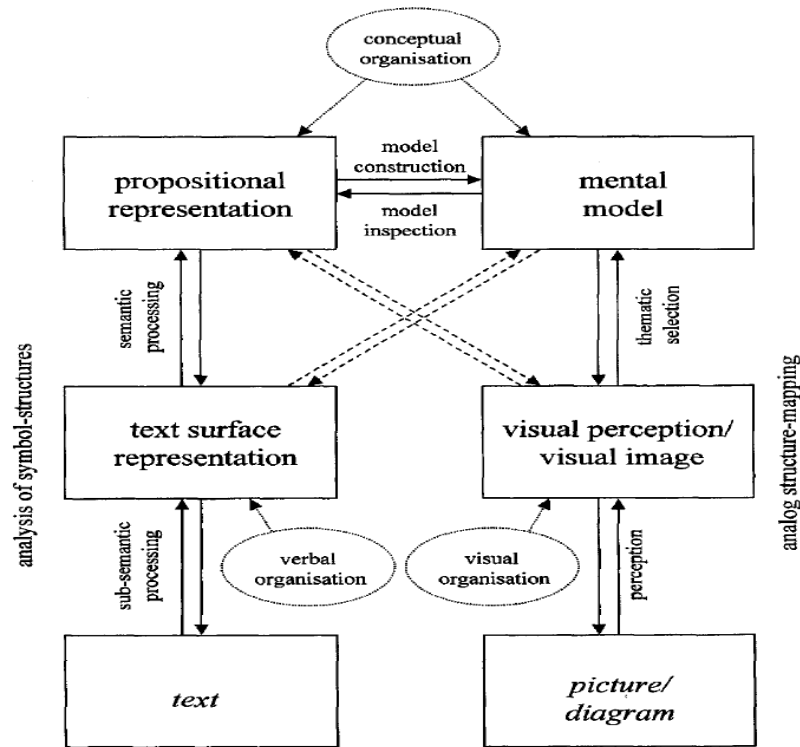 conceptual
organisation
propositional
representation
model
construction
model
inspection
mental
model
semantic
processing
thematic
selection
analysis of symbol-structures
analog structure-mapping
text surface
representation
visual perception/
visual image
sub-semantic
processing
verbal
organisation
visual
organisation
perception
text
picture/
diagram